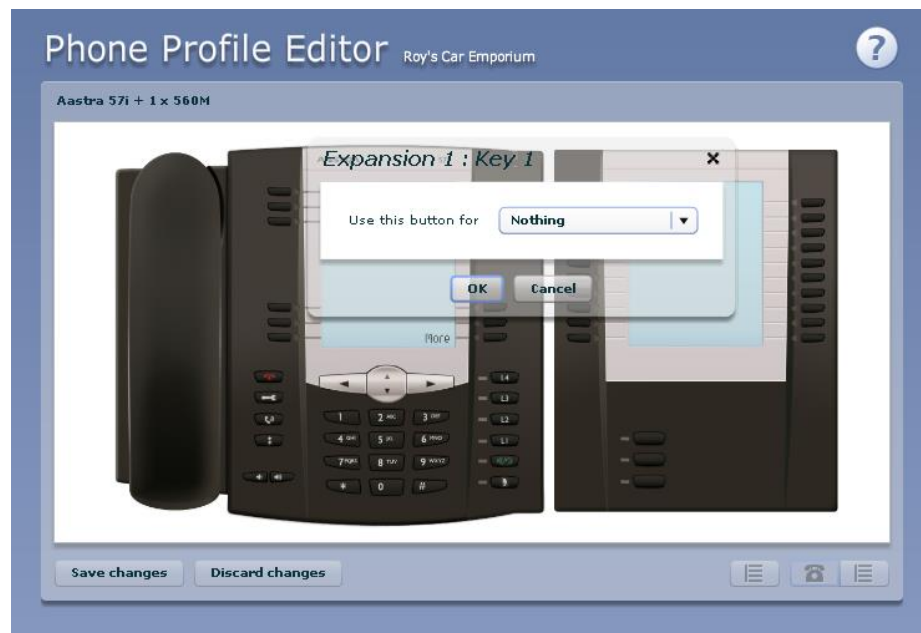 Phone Profile Editor Roy's Car Emporium ?
Aastra 57i + 1 x 560M
Expansion 1 : Key 1
Use this button for Nothing
OK Cancel
More
L4
L3
L2
L1
1 2 ABC 3 DEF
4 GHI 5 JKL 6 MNO
7 PQRS 8 TUV 9 WXYZ
* 0 #
Save changes Discard changes